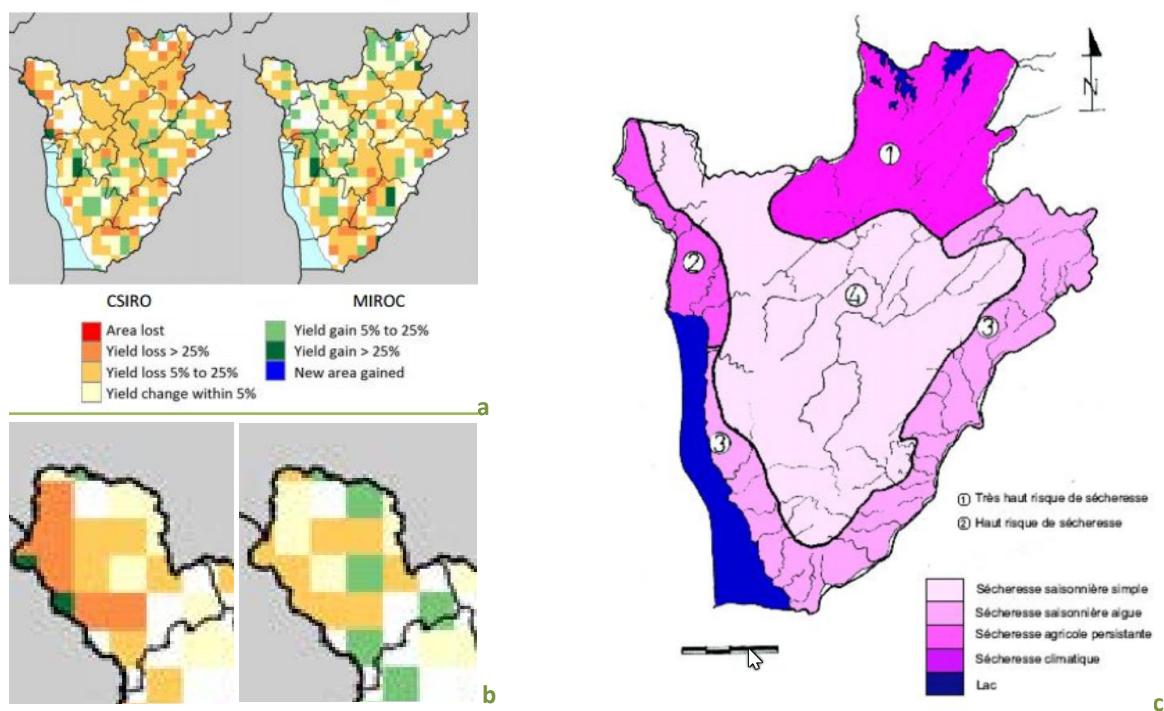 CSIRO
MIROC
Area lost
Yield loss > 25%
Yield loss 5% to 25%
Yield change within 5%
Yield gain 5% to 25%
Yield gain > 25%
New area gained
a
b
N
1
2
3
4
3
① Très haut risque de sécheresse
② Haut risque de sécheresse
Sécheresse saisonnière simple
Sécheresse saisonnière aigue
Sécheresse agricole persistante
Sécheresse climatique
Lac
c